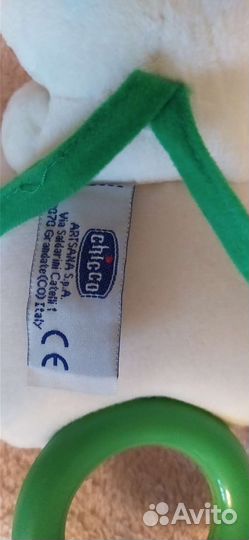 chicco
ARTSANA S.p.A.
Via Saldarini Catelli 1
Grandate(CO)Italy
CE
Avito